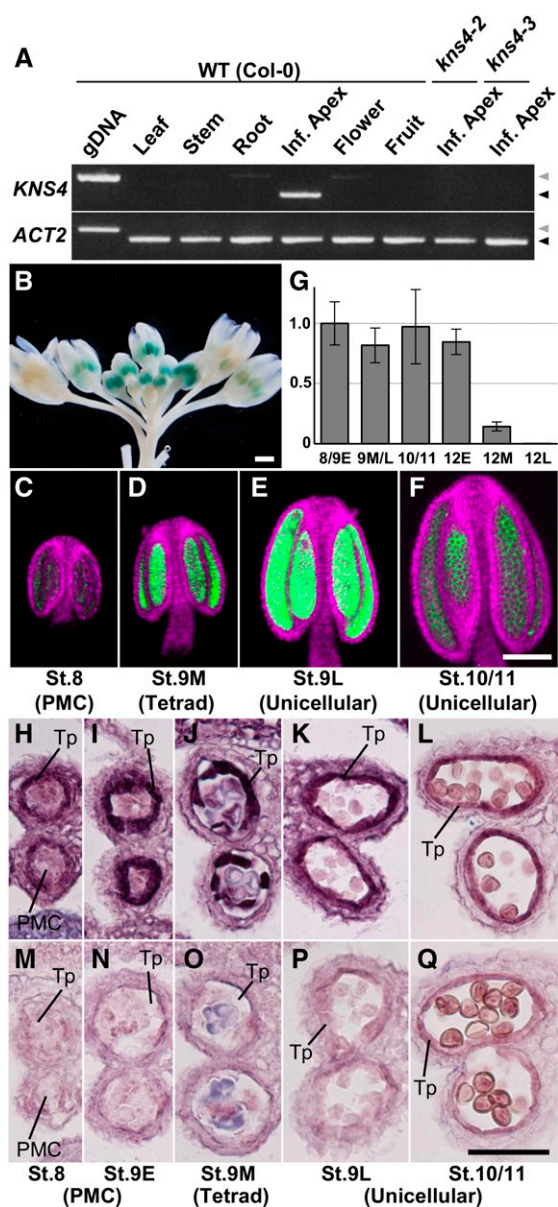 A
WT (Col-0)
kns4-2
kns4-3
gDNA
Leaf
Stem
Root
Inf. Apex
Flower
Fruit
Inf. Apex
Inf. Apex
KNS4
ACT2
B
G
1.0
0.5
0
8/9E 9M/L 10/11 12E 12M 12L
C
D
E
F
St.8
(PMC)
St.9M
(Tetrad)
St.9L
(Unicellular)
St.10/11
(Unicellular)
H Tp
PMC
I Tp
J Tp
K Tp
L
Tp
M Tp
PMC
N Tp
O Tp
P
Tp
Q
Tp
St.8 St.9E St.9M St.9L St.10/11
(PMC) (Tetrad) (Unicellular)